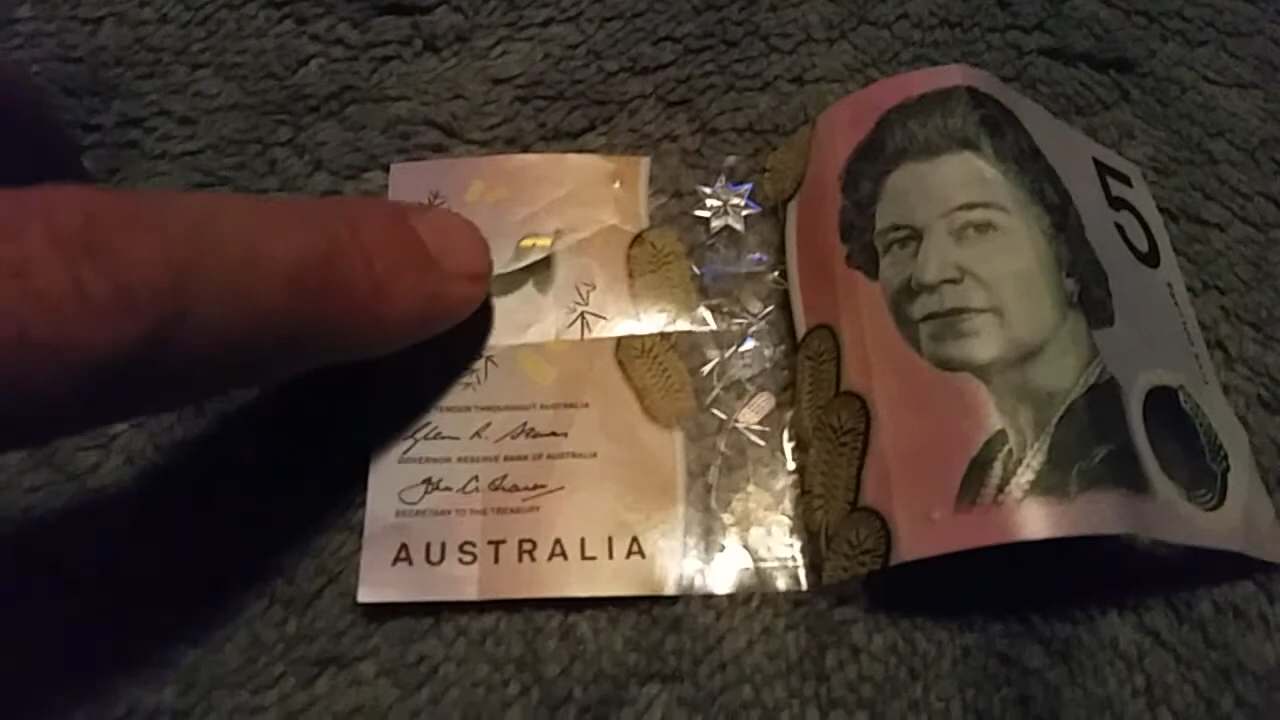 5
TENDER THROUGHOUT AUSTRALIA
GOVERNOR RESERVE BANK OF AUSTRALIA
SECRETARY TO THE TREASURY
AUSTRALIA